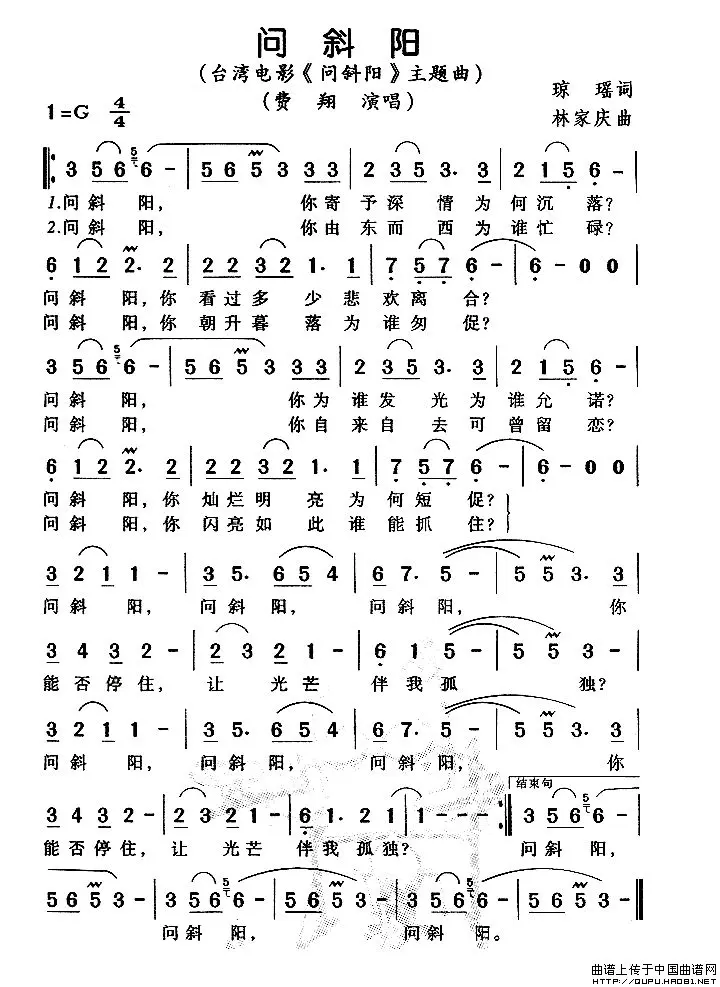 问斜阳
(台湾电影《问斜阳》主题曲)
(费翔 演唱)
琼瑶词
林家庆曲
1=G 4/4
3 5 6 6 - | 5 6 5 3 3 3 3 | 2 3 5 3. 3 | 2 1 5 6 - |
1.问斜 阳, 你寄予深 情为何沉 落?
2.问斜 阳, 你由东而 西为谁忙 碌?
6 1 2 2 2. 2 | 2 2 3 2 1. 1 | 7 5 7 6 - | 6 - 0 0 |
问斜 阳,你 看过多 少悲欢离 合?
问斜 阳,你 朝升暮 落为谁匆 促?
3 5 6 6 - | 5 6 5 3 3 3 3 | 2 3 5 3. 3 | 2 1 5 6 - |
问斜 阳, 你为谁发 光为谁允 诺?
问斜 阳, 你自来自 去可曾留 恋?
6 1 2 2 2. 2 | 2 2 3 2 1. 1 | 7 5 7 6 - | 6 - 0 0 |
问斜 阳,你 灿烂明 亮为何短 促?
问斜 阳,你 闪亮如 此谁能抓 住?
3 2 1 1 - | 3 5. 6 5 4 | 6 7. 5 - | 5 5 3. 3 |
问斜 阳, 问斜阳, 问斜阳, 你
3 4 3 2 - | 2 3 2 1 - | 6 1 5 - | 5 5 3 - |
能否停住, 让 光芒 伴我孤 独?
3 2 1 1 - | 3 5. 6 5 4 | 6 7. 5 - | 5 5 3. 3 |
问斜 阳, 问斜阳, 问斜阳, 你
结束句
3 4 3 2 - | 2 3 2 1 - | 6 1. 2 1 | 1 - - - :| 3 5 6 6 - |
能否停住, 让 光芒 伴我孤独? 问斜阳,
5 6 5 3 - | 3 5 6 6 - | 5 6 5 3 - | 3 5 6 6 - | 5 6 5 3 - |
问斜阳, 问斜阳。
曲谱上传于中国曲谱网
HTTP://QUPU.HAO81.NET